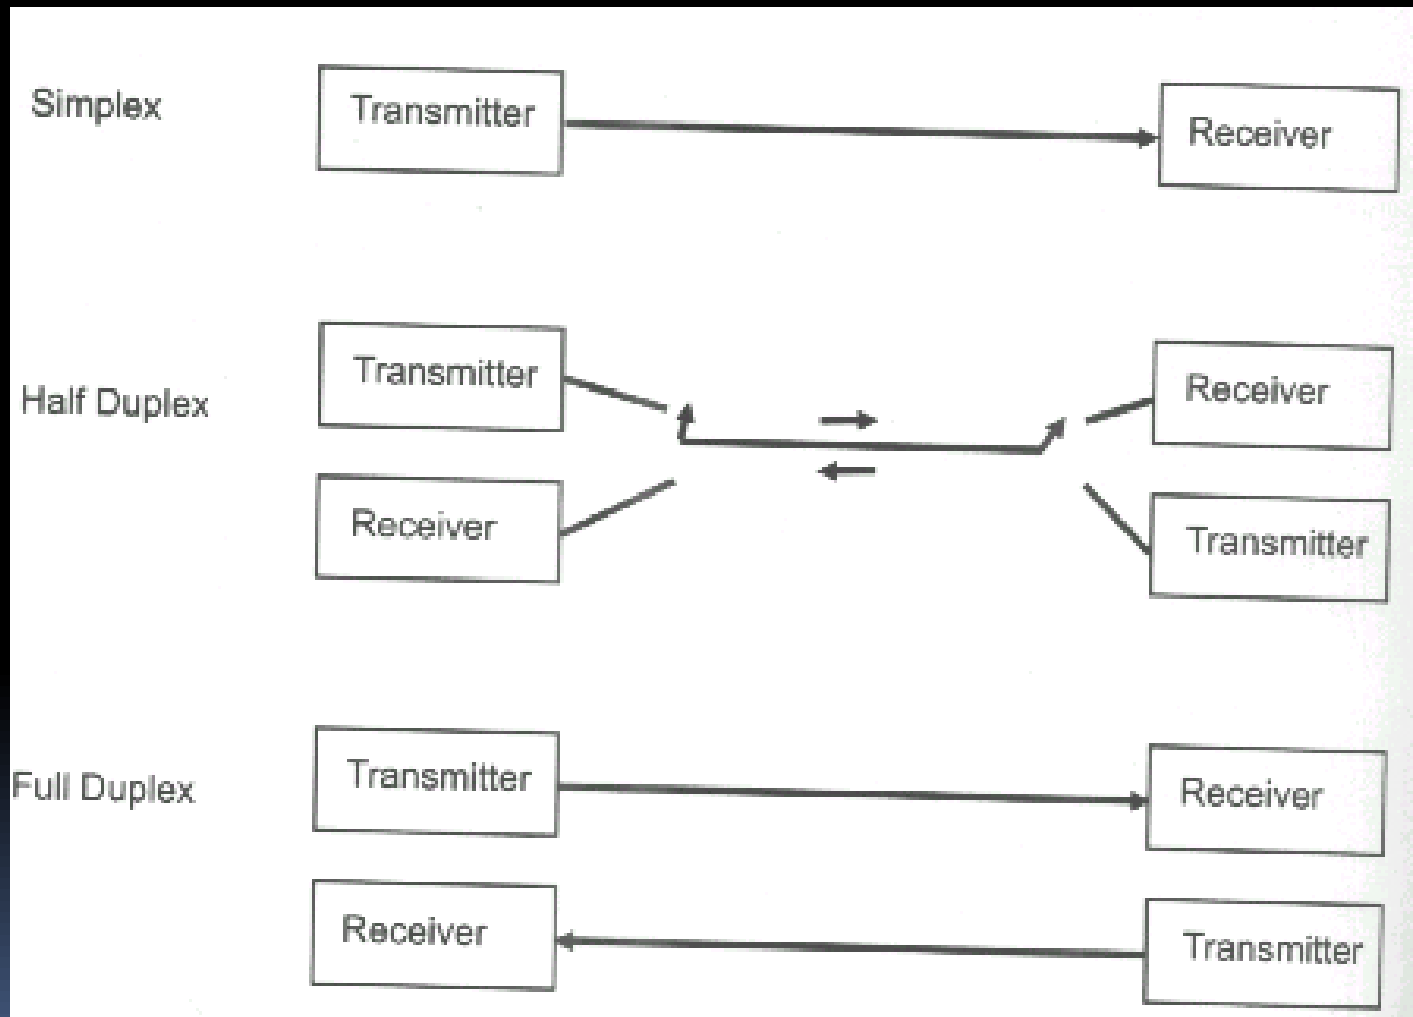 Simplex
Transmitter
Receiver
Half Duplex
Transmitter
Receiver
Receiver
Transmitter
Full Duplex
Transmitter
Receiver
Receiver
Transmitter